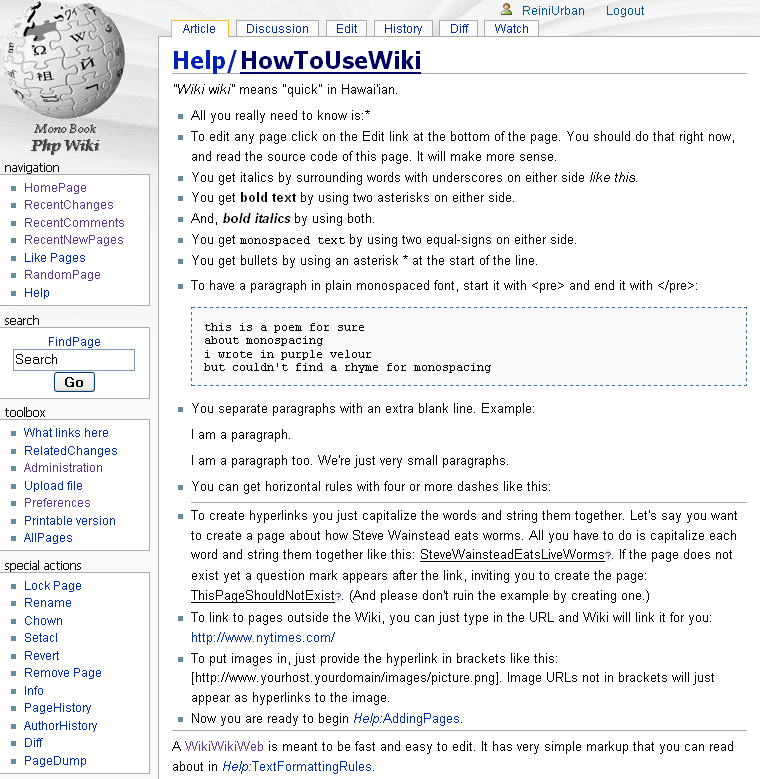 ReiniUrban Logout
Article Discussion Edit History Diff Watch
Mono Book
Php Wiki
navigation
HomePage
RecentChanges
RecentComments
RecentNewPages
Like Pages
RandomPage
Help
search
FindPage
Search
Go
toolbox
What links here
RelatedChanges
Administration
Upload file
Preferences
Printable version
AllPages
special actions
Lock Page
Rename
Chown
Setacl
Revert
Remove Page
Info
PageHistory
AuthorHistory
Diff
PageDump
Help/HowToUseWiki
"Wiki wiki" means "quick" in Hawai'ian.
All you really need to know is:*
To edit any page click on the Edit link at the bottom of the page. You should do that right now,
and read the source code of this page. It will make more sense.
You get italics by surrounding words with underscores on either side like this.
You get bold text by using two asterisks on either side.
And, bold italics by using both.
You get monospaced text by using two equal-signs on either side.
You get bullets by using an asterisk * at the start of the line.
To have a paragraph in plain monospaced font, start it with <pre> and end it with </pre>:
this is a poem for sure
about monospacing
i wrote in purple velour
but couldn't find a rhyme for monospacing
You separate paragraphs with an extra blank line. Example:
I am a paragraph.
I am a paragraph too. We're just very small paragraphs.
You can get horizontal rules with four or more dashes like this:
To create hyperlinks you just capitalize the words and string them together. Let's say you want
to create a page about how Steve Wainstead eats worms. All you have to do is capitalize each
word and string them together like this: SteveWainsteadEatsLiveWorms?. If the page does not
exist yet a question mark appears after the link, inviting you to create the page:
ThisPageShouldNotExist?. (And please don't ruin the example by creating one.)
To link to pages outside the Wiki, you can just type in the URL and Wiki will link it for you:
http://www.nytimes.com/
To put images in, just provide the hyperlink in brackets like this:
[http://www.yourhost.yourdomain/images/picture.png]. Image URLs not in brackets will just
appear as hyperlinks to the image.
Now you are ready to begin Help:AddingPages.
A WikiWikiWeb is meant to be fast and easy to edit. It has very simple markup that you can read
about in Help:TextFormattingRules.